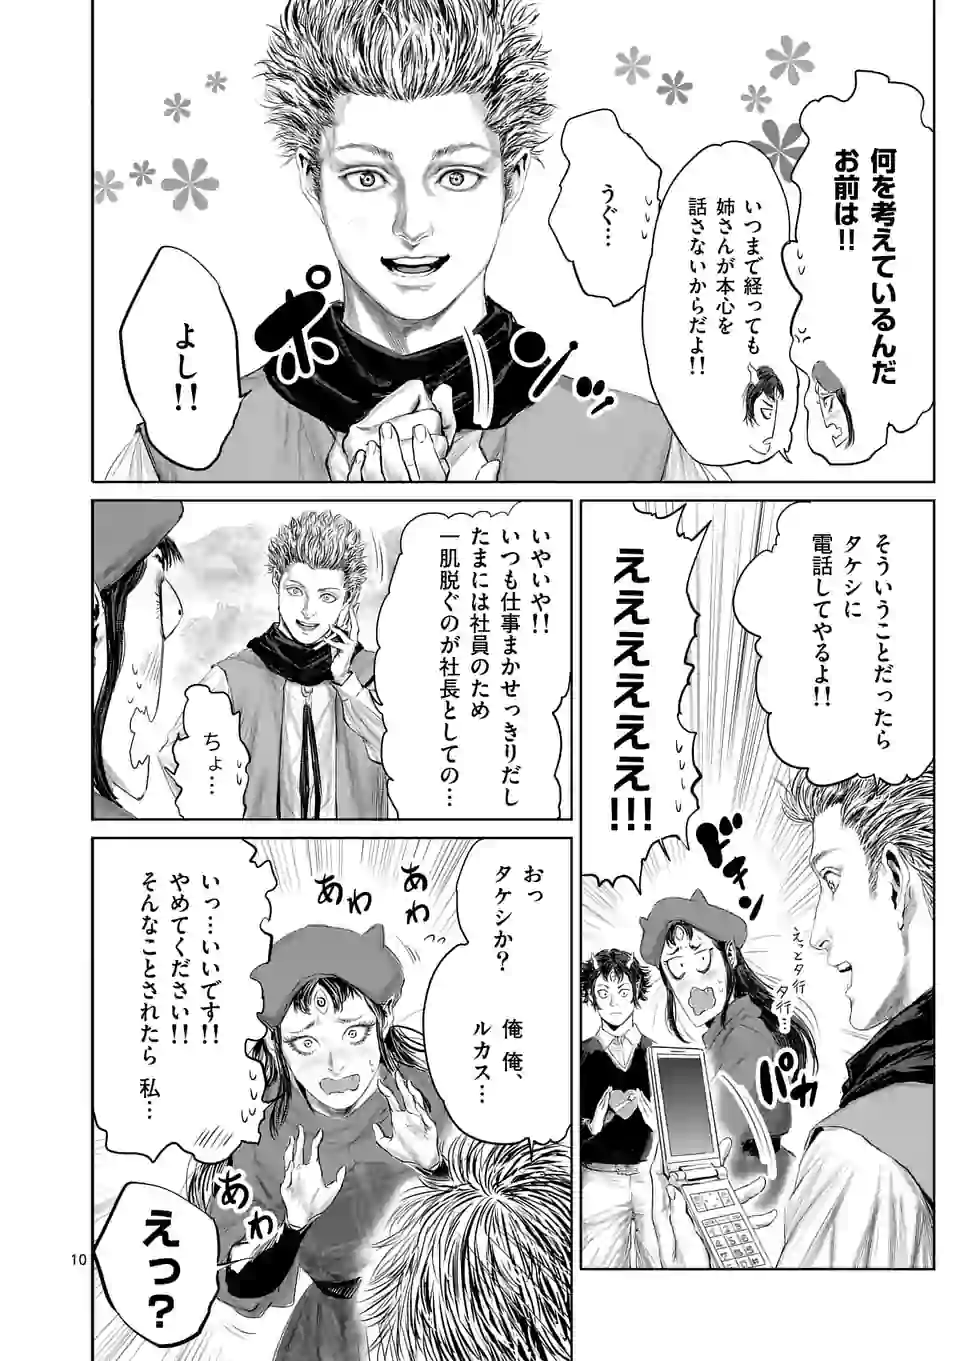 何を考えているんだ
お前は!!
いつまで経っても
姉さんが本心を
話さないからだよ!!
うぐ…
ポンッ
よし!!
そういうことだったら
タケシに
電話してやるよ!!
えええええええ!!!
ドキン
えっとタ行
タ行…
パカ
いやいや!!
いつも仕事まかせっきりだし
たまには社員のため
一肌脱ぐのが社長としての…
ちょ…
おっ
タケシか?
俺俺、
ルカス…
あわ
あわ
いっ…いいです!!
やめてください!!
そんなことされたら 私…
あわ
えっ?
10